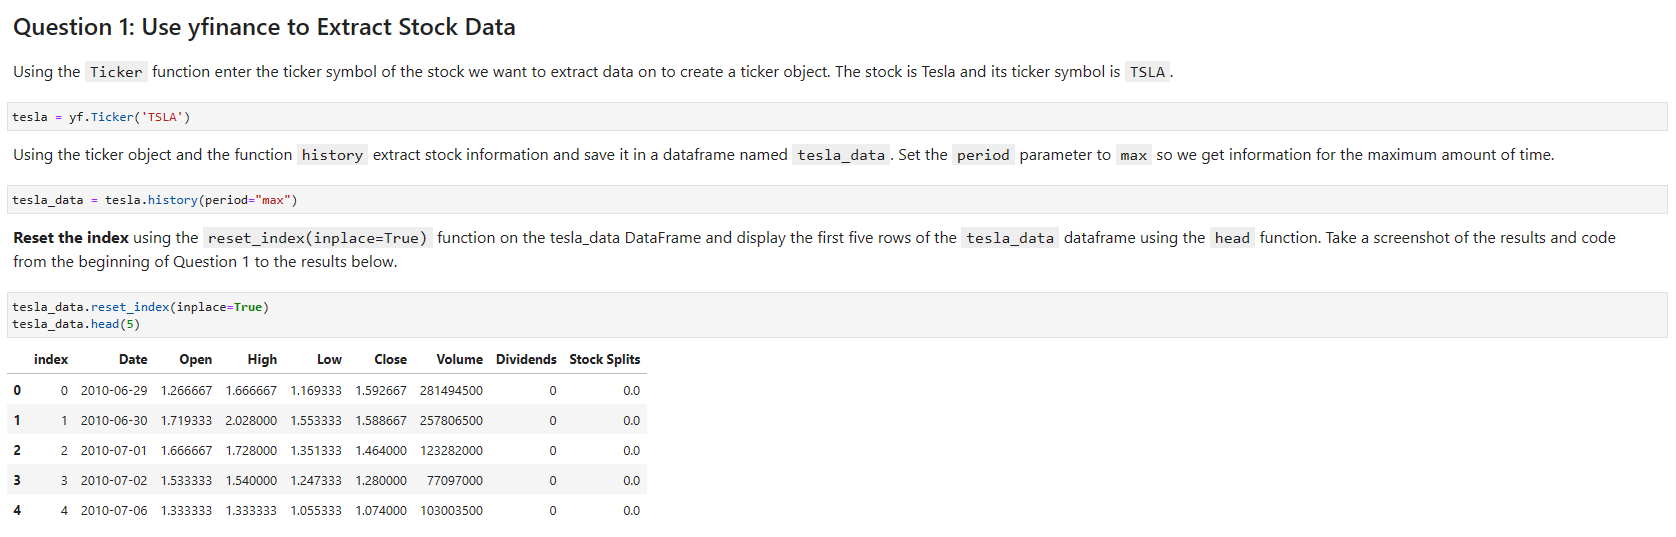 Question 1: Use yfinance to Extract Stock Data
Using the Ticker function enter the ticker symbol of the stock we want to extract data on to create a ticker object. The stock is Tesla and its ticker symbol is TSLA.
tesla = yf.Ticker('TSLA')
Using the ticker object and the function history extract stock information and save it in a dataframe named tesla_data. Set the period parameter to max so we get information for the maximum amount of time.
tesla_data = tesla.history(period="max")
Reset the index using the reset_index(inplace=True) function on the tesla_data DataFrame and display the first five rows of the tesla_data dataframe using the head function. Take a screenshot of the results and code
from the beginning of Question 1 to the results below.
tesla_data.reset_index(inplace=True)
tesla_data.head(5)
index Date Open High Low Close Volume Dividends Stock Splits
0 0 2010-06-29 1.266667 1.666667 1.169333 1.592667 281494500 0 0.0
1 1 2010-06-30 1.719333 2.028000 1.553333 1.588667 257806500 0 0.0
2 2 2010-07-01 1.666667 1.728000 1.351333 1.464000 123282000 0 0.0
3 3 2010-07-02 1.533333 1.540000 1.247333 1.280000 77097000 0 0.0
4 4 2010-07-06 1.333333 1.333333 1.055333 1.074000 103003500 0 0.0